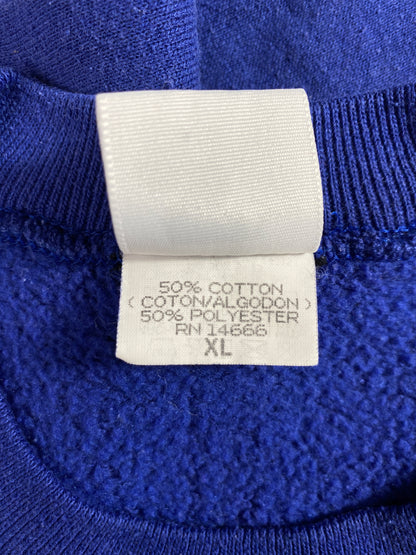 50% COTTON
( COTON/ALGODON )
50% POLYESTER
RN 14666
XL